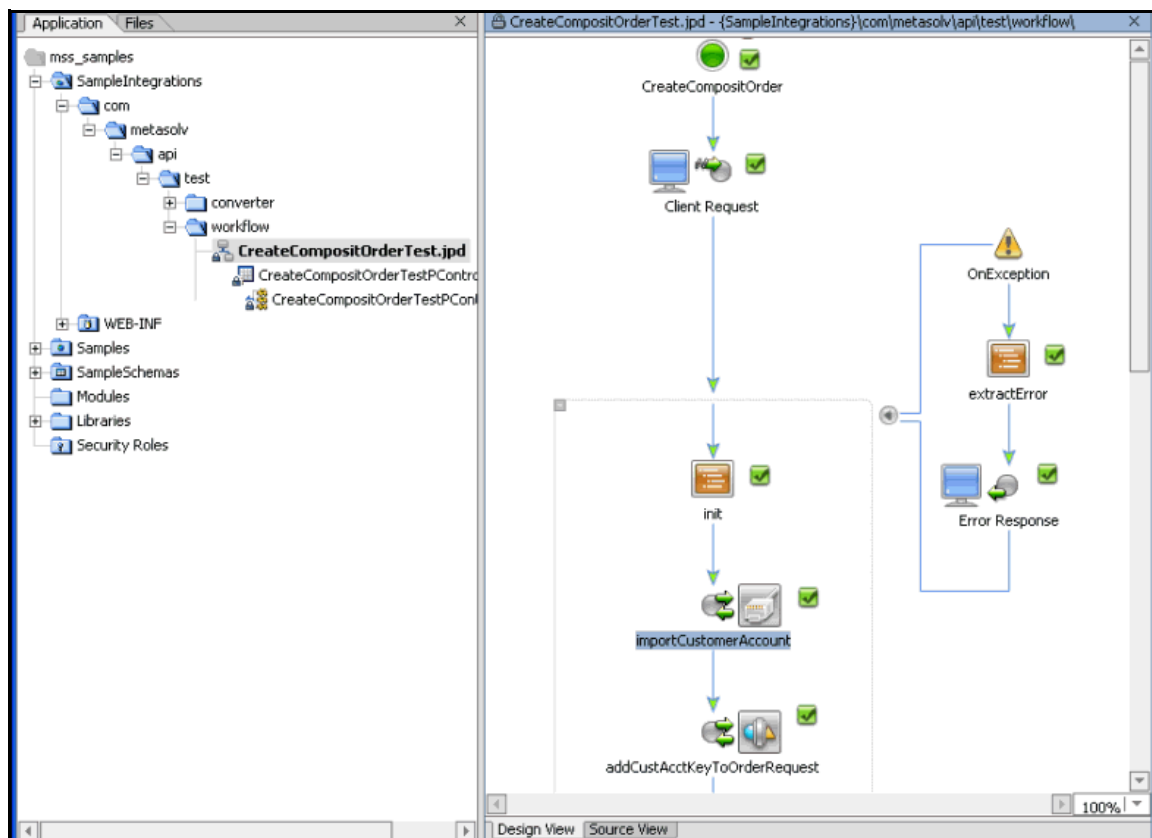 Application Files
mss_samples
SampleIntegrations
com
metasolv
api
test
converter
workflow
CreateCompositOrderTest.jpd
CreateCompositOrderTestPContro
CreateCompositOrderTestPCon
WEB-INF
Samples
SampleSchemas
Modules
Libraries
Security Roles
CreateCompositOrderTest.jpd - {SampleIntegrations}\com\metasolv\api\test\workflow\
CreateCompositOrder
Client Request
OnException
extractError
Error Response
init
importCustomerAccount
addCustAcctKeyToOrderRequest
100%
Design View Source View